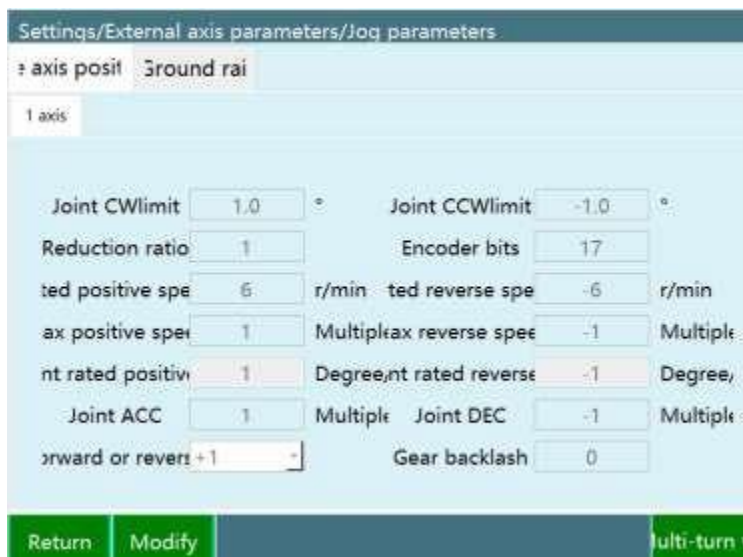 Settings/External axis parameters/Jog parameters
axis posit Ground rai
1 axis
Joint CWlimit 1.0 ° Joint CCWlimit -1.0 °
Reduction ratio 1 Encoder bits 17
ted positive spe 6 r/min ted reverse spe -6 r/min
ax positive spee 1 Multiple ax reverse spee -1 Multiple
nt rated positive 1 Degree, nt rated reverse -1 Degree,
Joint ACC 1 Multiple Joint DEC -1 Multiple
orward or revers +1 Gear backlash 0
Return Modify ulti-turn